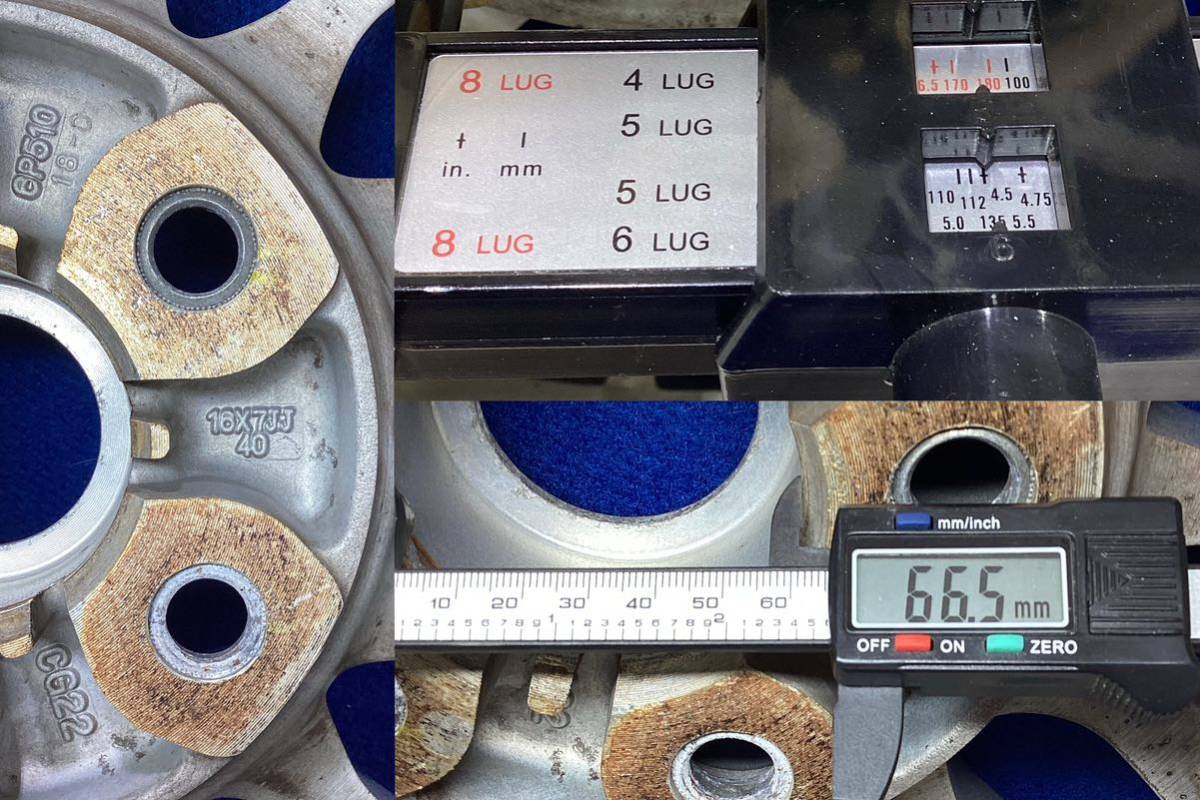 GP510
18-C
16X7JJ
40
CG22
8 LUG 4 LUG
5 LUG
in. mm
5 LUG
8 LUG 6 LUG
6.5 170 180 100
110 112 4.5 4.75
5.0 135 5.5
mm/inch
66.5 mm
OFF ON ZERO
10 20 30 40 50 60